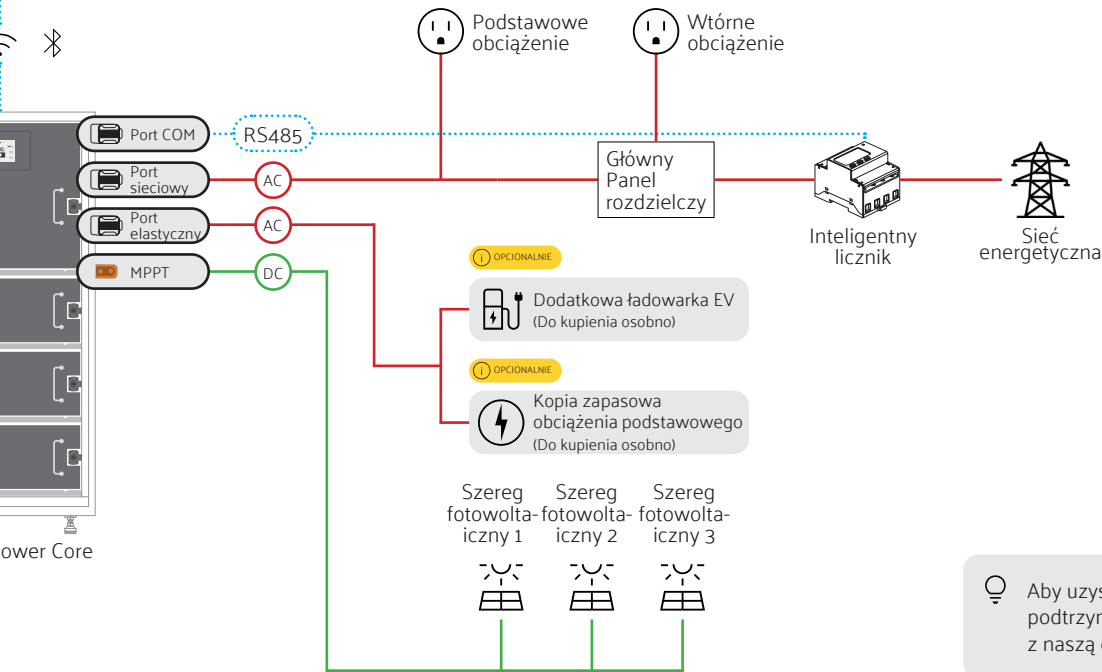 Podstawowe
obciążenie
Wtórne
obciążenie
Port COM
RS485
Port
sieciowy
AC
Główny
Panel
rozdzielczy
Port
elastyczny
AC
Inteligentny
licznik
Sieć
energetyczna
MPPT
DC
i OPCJONALNIE
Dodatkowa ładowarka EV
(Do kupienia osobno)
i OPCJONALNIE
Kopia zapasowa
obciążenia podstawowego
(Do kupienia osobno)
Szereg
fotowolta-
iczny 1
Szereg
fotowolta-
iczny 2
Szereg
fotowolta-
iczny 3
ower Core
Aby uzys
podtrzyn
z naszą